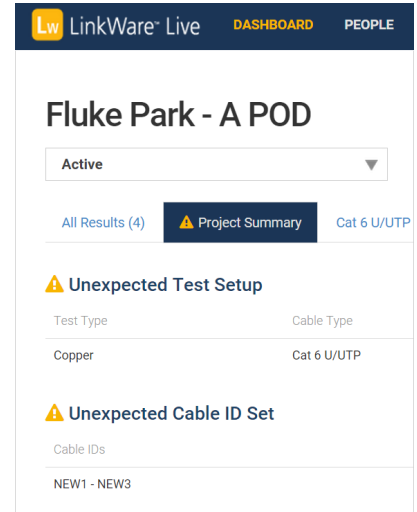 Lw LinkWare™ Live DASHBOARD PEOPLE
Fluke Park - A POD
Active
All Results (4) Project Summary Cat 6 U/UTP
Unexpected Test Setup
Test Type Cable Type
Copper Cat 6 U/UTP
Unexpected Cable ID Set
Cable IDs
NEW1 - NEW3